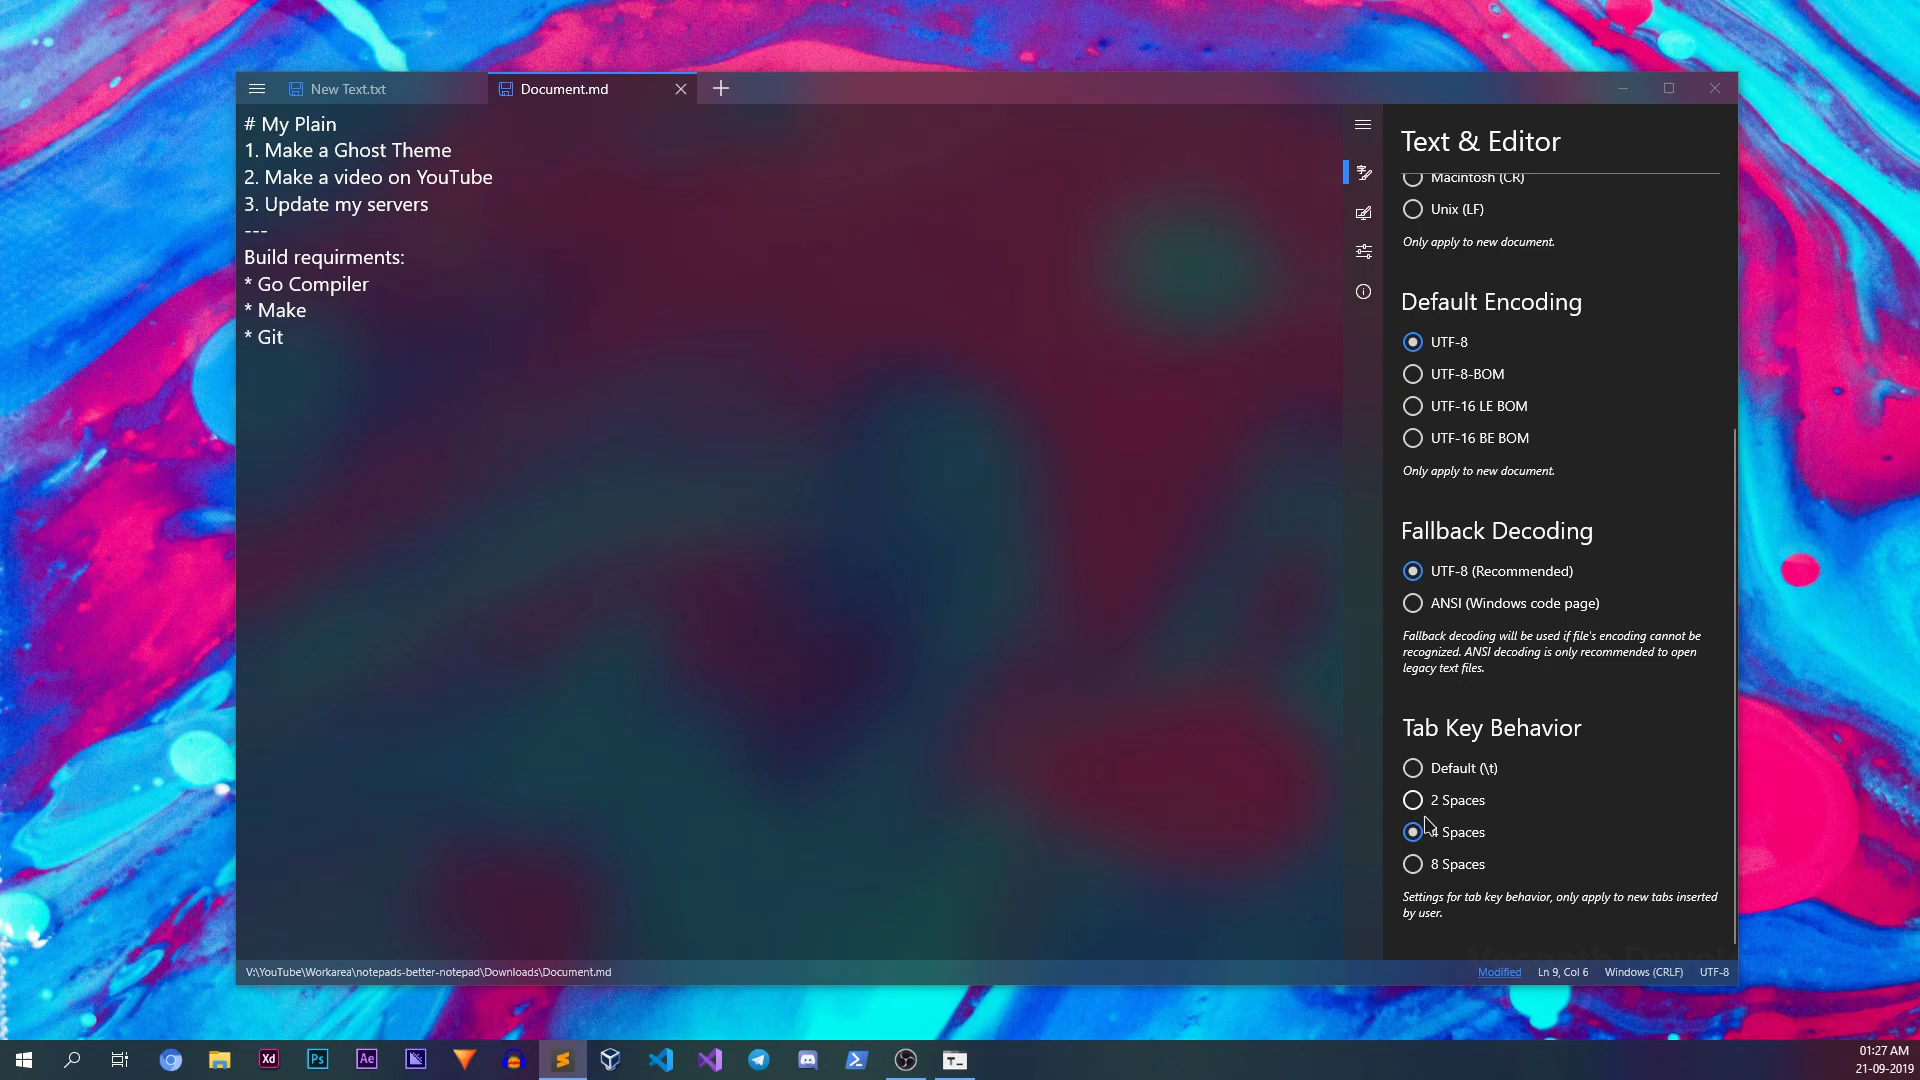 New Text.txt
Document.md
# My Plain
1. Make a Ghost Theme
2. Make a video on YouTube
3. Update my servers
---
Build requirments:
* Go Compiler
* Make
* Git
Text & Editor
Macintosh (CR)
Unix (LF)
Only apply to new document.
Default Encoding
UTF-8
UTF-8-BOM
UTF-16 LE BOM
UTF-16 BE BOM
Only apply to new document.
Fallback Decoding
UTF-8 (Recommended)
ANSI (Windows code page)
Fallback decoding will be used if file's encoding cannot be
recognized. ANSI decoding is only recommended to open
legacy text files.
Tab Key Behavior
Default (\t)
2 Spaces
4 Spaces
8 Spaces
Settings for tab key behavior, only apply to new tabs inserted
by user.
V:\YouTube\Workarea\notepads-better-notepad\Downloads\Document.md
Modified
Ln 9, Col 6
Windows (CRLF)
UTF-8
Xd
Ps
Ae
01:27 AM
21-09-2019